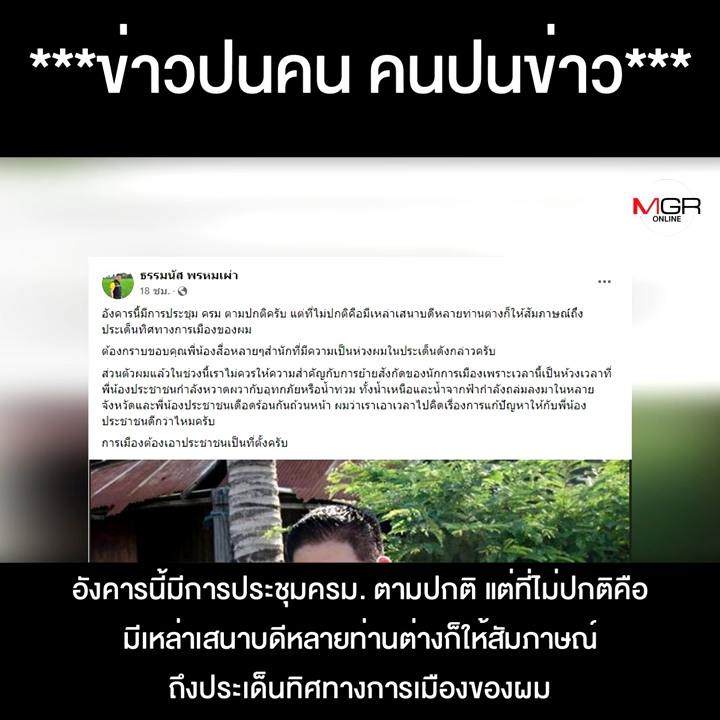 ***ข่าวปนคน คนปนข่าว***
MGR
ONLINE
ธรรมนัส พรหมเผ่า
18 ชม.
อังคารนี้มีการประชุม ครม ตามปกติครับ แต่ที่ไม่ปกติคือมีเหล่าเสนาบดีหลายท่านต่างก็ให้สัมภาษณ์ถึง
ประเด็นทิศทางการเมืองของผม
ต้องกราบขอบคุณพี่น้องสื่อหลายๆสำนักที่มีความเป็นห่วงผมในประเด็นดังกล่าวครับ
ส่วนตัวผมแล้วในช่วงนี้เราไม่ควรให้ความสำคัญกับการย้ายสังกัดของนักการเมืองเพราะเวลานี้เป็นห้วงเวลาที่
พี่น้องประชาชนกำลังหวาดผวากับอุทกภัยหรือน้ำท่วม ทั้งน้ำเหนือและน้ำจากฟ้ากำลังถล่มลงมาในหลาย
จังหวัดและพี่น้องประชาชนเดือดร้อนกันถ้วนหน้า ผมว่าเราเอาเวลาไปคิดเรื่องการแก้ปัญหาให้กับพี่น้อง
ประชาชนดีกว่าไหมครับ
การเมืองต้องเอาประชาชนเป็นที่ตั้งครับ
อังคารนี้มีการประชุมครม. ตามปกติ แต่ที่ไม่ปกติคือ
มีเหล่าเสนาบดีหลายท่านต่างก็ให้สัมภาษณ์
ถึงประเด็นทิศทางการเมืองของผม